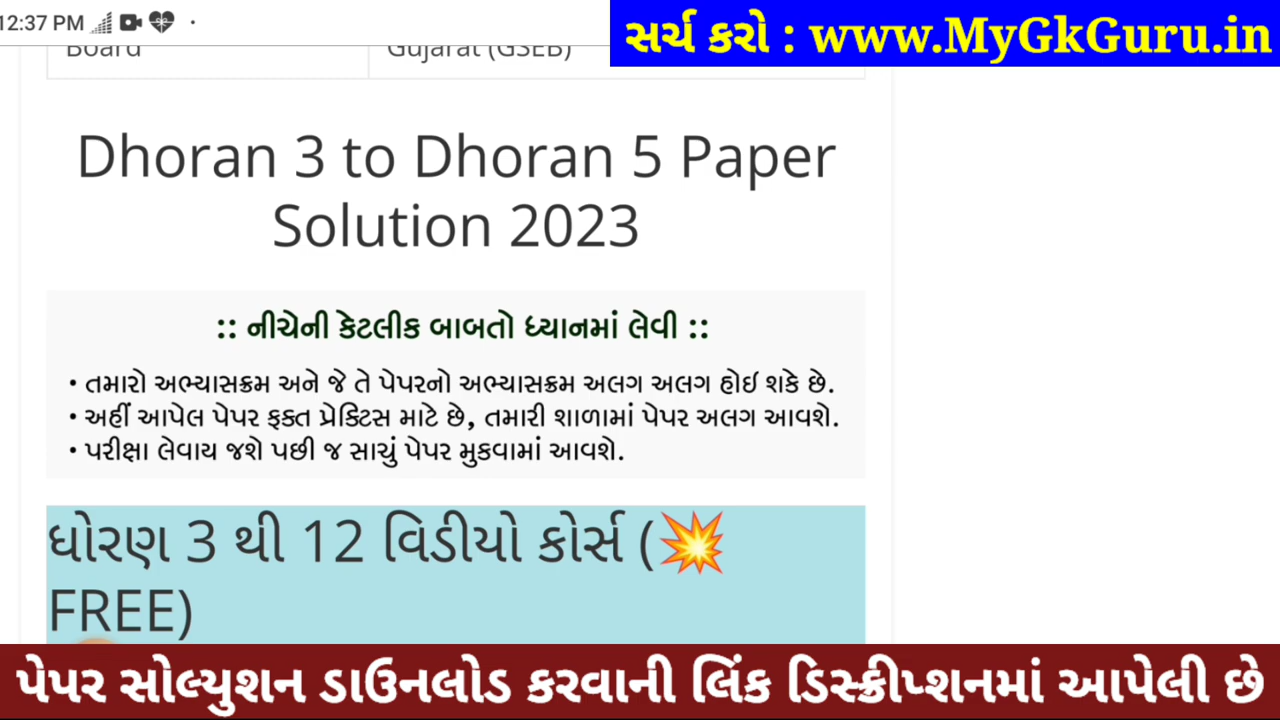 12:37 PM
સર્ચ કરો : www.MyGkGuru.in
Board Gujarat (GSEB)
Dhoran 3 to Dhoran 5 Paper
Solution 2023
:: નીચેની કેટલીક બાબતો ધ્યાનમાં લેવી ::
• તમારો અભ્યાસક્રમ અને જે તે પેપરનો અભ્યાસક્રમ અલગ અલગ હોઈ શકે છે.
• અહીં આપેલ પેપર ફક્ત પ્રેક્ટિસ માટે છે, તમારી શાળામાં પેપર અલગ આવશે.
• પરીક્ષા લેવાય જશે પછી જ સાચું પેપર મુકવામાં આવશે.
ધોરણ 3 થી 12 વિડીયો કોર્સ (💥
FREE)
પેપર સોલ્યુશન ડાઉનલોડ કરવાની લિંક ડિસ્ક્રીપ્શનમાં આપેલી છે